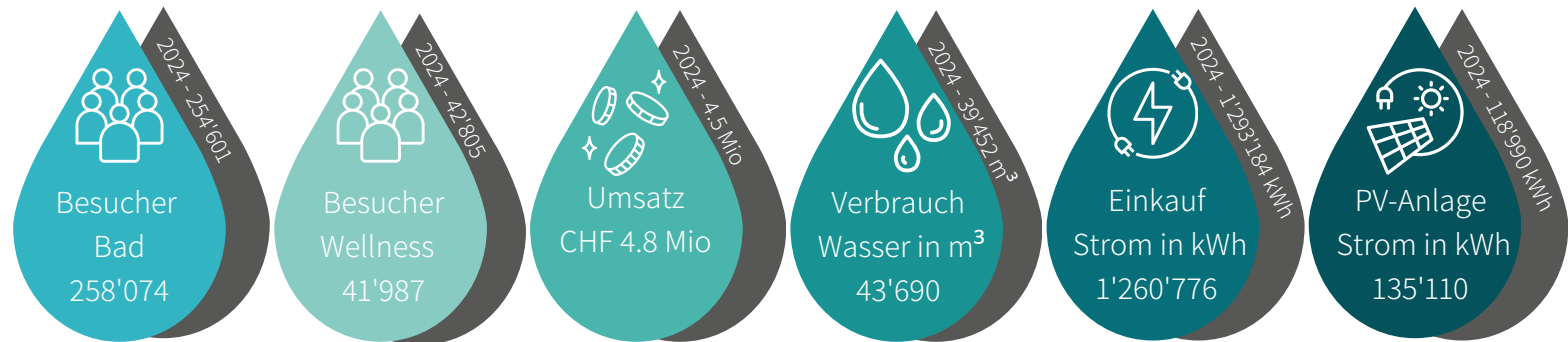 Besucher
Bad
258'074
2024 - 254'601
Besucher
Wellness
41'987
2024 - 42'805
Umsatz
CHF 4.8 Mio
2024 - 4.5 Mio
Verbrauch
Wasser in m³
43'690
2024 - 39'452 m³
Einkauf
Strom in kWh
1'260'776
2024 - 1'293'184 kWh
PV-Anlage
Strom in kWh
135'110
2024 - 118'990 kWh